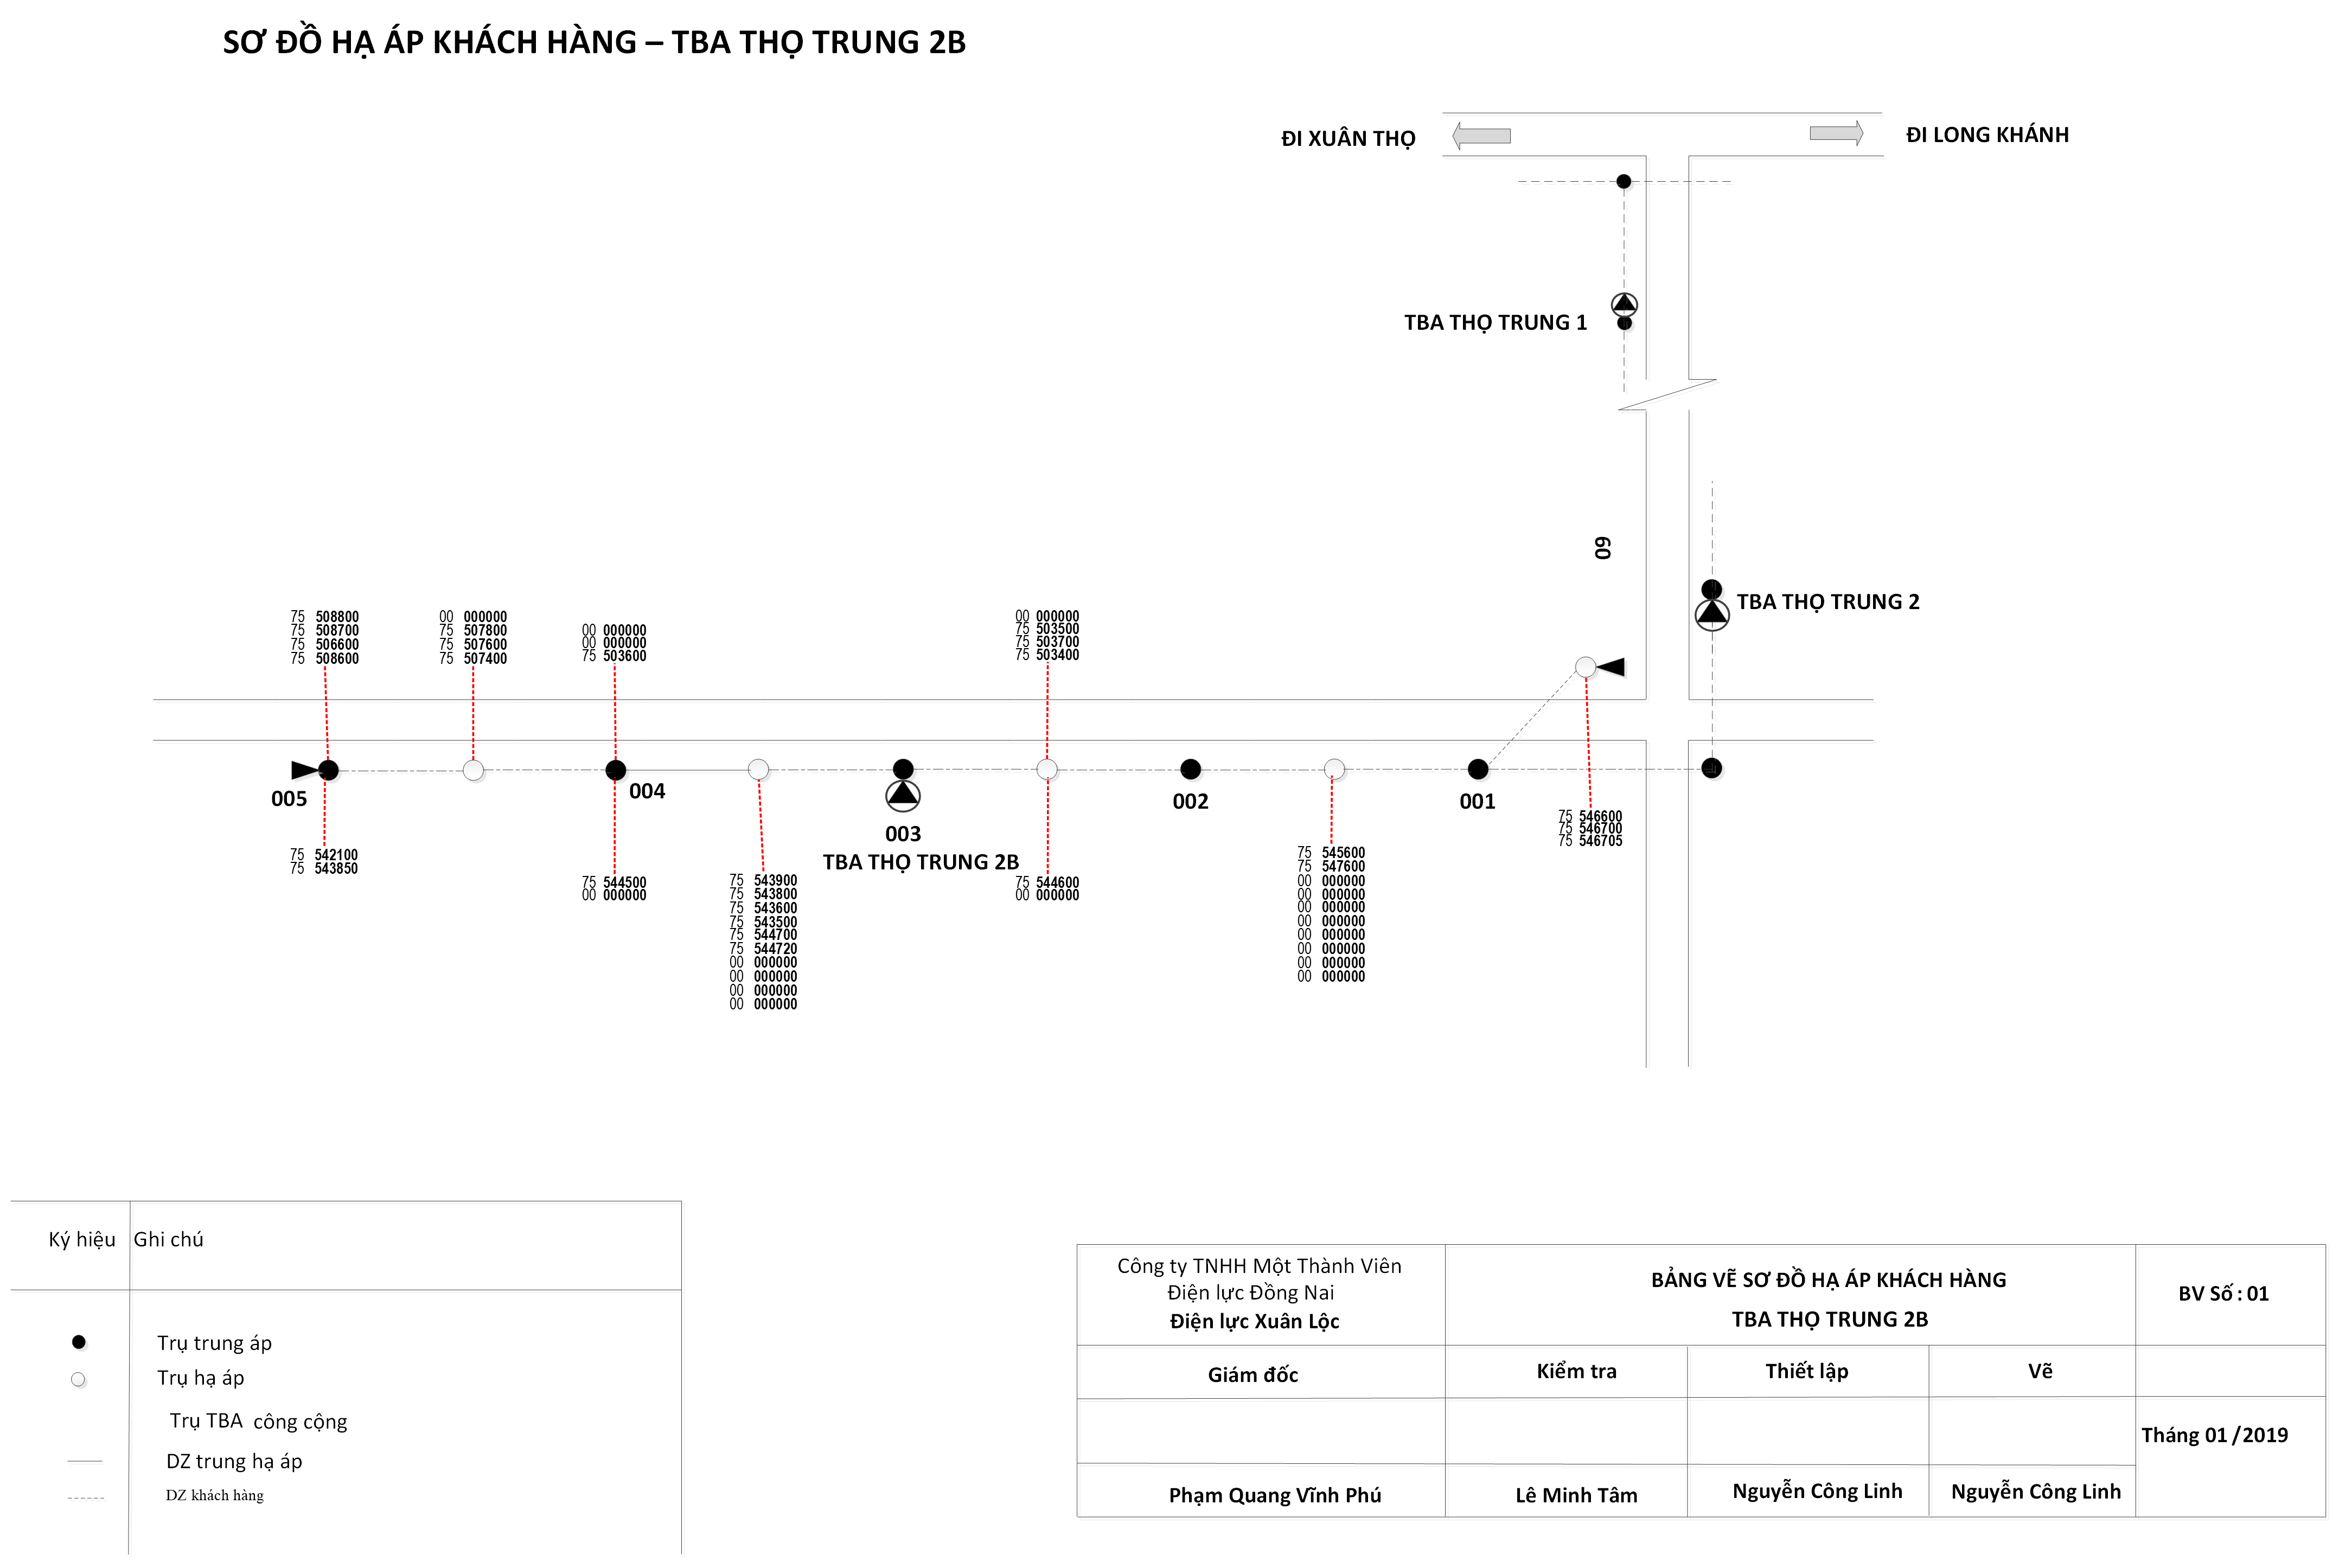 SƠ ĐỒ HẠ ÁP KHÁCH HÀNG – TBA THỌ TRUNG 2B
ĐI XUÂN THỌ
ĐI LONG KHÁNH
TBA THỌ TRUNG 1
09
TBA THỌ TRUNG 2
75 508800
75 508700
75 506600
75 508600
00 000000
75 507800
75 507600
75 507400
00 000000
00 000000
75 503600
00 000000
75 503500
75 503700
75 503400
005
004
003
TBA THỌ TRUNG 2B
002
001
75 542100
75 543850
75 544500
00 000000
75 543900
75 543800
75 543600
75 543500
75 544700
75 544720
00 000000
00 000000
00 000000
00 000000
75 544600
00 000000
75 545600
75 547600
00 000000
00 000000
00 000000
00 000000
00 000000
00 000000
00 000000
00 000000
75 546600
75 546700
75 546705
Ký hiệu Ghi chú
Trụ trung áp
Trụ hạ áp
Trụ TBA công cộng
DZ trung hạ áp
DZ khách hàng
Công ty TNHH Một Thành Viên
Điện lực Đồng Nai
Điện lực Xuân Lộc
BẢNG VẼ SƠ ĐỒ HẠ ÁP KHÁCH HÀNG
TBA THỌ TRUNG 2B
BV Số : 01
Giám đốc Kiểm tra Thiết lập Vẽ
Tháng 01 / 2019
Phạm Quang Vĩnh Phú Lê Minh Tâm Nguyễn Công Linh Nguyễn Công Linh